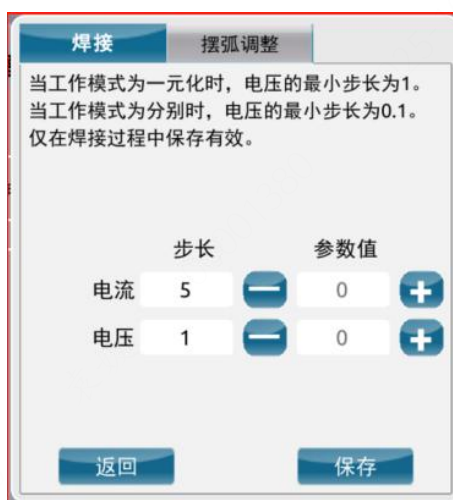 焊接 摆弧调整
当工作模式为一元化时，电压的最小步长为1。
当工作模式为分别时，电压的最小步长为0.1。
仅在焊接过程中保存有效。
步长 参数值
电流 5 0
电压 1 0
返回 保存